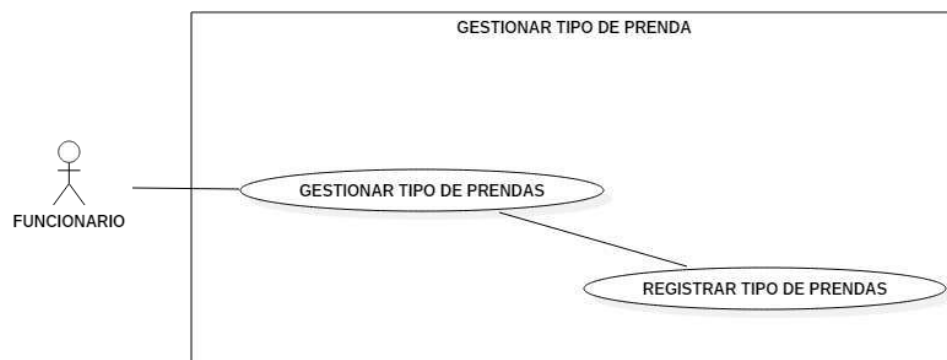 GESTIONAR TIPO DE PRENDA
GESTIONAR TIPO DE PRENDAS
FUNCIONARIO
REGISTRAR TIPO DE PRENDAS